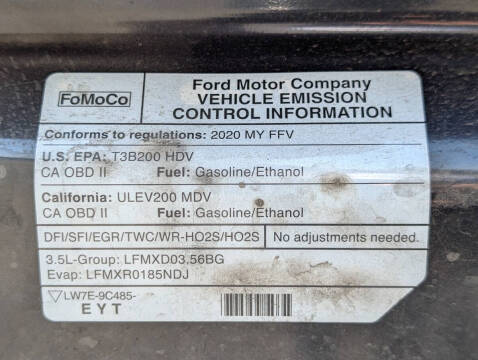 FoMoCo
Ford Motor Company
VEHICLE EMISSION
CONTROL INFORMATION
Conforms to regulations: 2020 MY FFV
U.S. EPA: T3B200 HDV
CA OBD II Fuel: Gasoline/Ethanol
California: ULEV200 MDV
CA OBD II Fuel: Gasoline/Ethanol
DFI/SFI/EGR/TWC/WR-HO2S/HO2S No adjustments needed.
3.5L-Group: LFMXD03.56BG
Evap: LFMXR0185NDJ
LW7E-9C485-
EYT